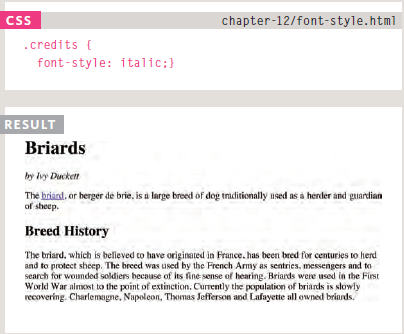 CSS
chapter-12/font-style.html
.credits {
font-style: italic;}
RESULT
Briards
by Ivy Duckett
The briard, or berger de brie, is a large breed of dog traditionally used as a herder and guardian
of sheep.
Breed History
The briard, which is believed to have originated in France, has been bred for centuries to herd
and to protect sheep. The breed was used by the French Army as sentries, messengers and to
search for wounded soldiers because of its fine sense of hearing. Briards were used in the First
World War almost to the point of extinction. Currently the population of briards is slowly
recovering. Charlemagne, Napoleon, Thomas Jefferson and Lafayette all owned briards.